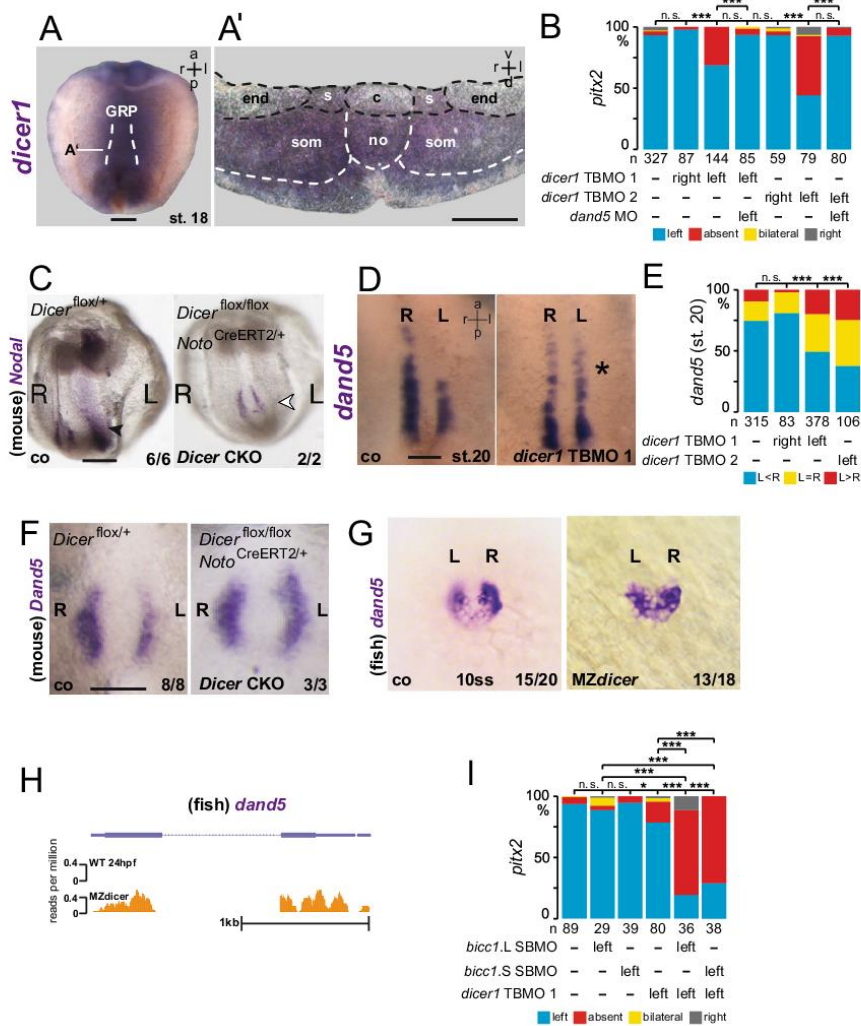 A
dicer1
a
r l
p
GRP
A'
st. 18
A'
v
r l
d
end s c s end
som no som
B
n. s. *** *** n. s. n. s. *** *** n. s.
100
%
50
0
pitx2
n 327 87 144 85 59 79 80
dicer1 TBMO 1 – right left left – – –
dicer1 TBMO 2 – – – – right left left
dand5 MO – – – left – – left
left absent bilateral right
C
(mouse) Nodal
Dicer flox/+
R L
co 6/6
Dicer flox/flox
Noto CreERT2/+
R L
Dicer CKO 2/2
D
dand5
R L
a
r l
p
co st.20
R L
*
dicer1 TBMO 1
E
n. s. *** ***
100
%
50
0
dand5 (st. 20)
n 315 83 378 106
dicer1 TBMO 1 – right left –
dicer1 TBMO 2 – – – left
L<R L=R L>R
F
(mouse) Dand5
Dicer flox/+
R L
co 8/8
Dicer flox/flox
Noto CreERT2/+
R L
Dicer CKO 3/3
G
(fish) dand5
L R
co 10ss 15/20
L R
MZdicer 13/18
H
(fish) dand5
reads per million
0.4 WT 24hpf
0
0.4 MZdicer
0
1kb
I
***
***
***
***
n. s. n. s. * *** ***
100
%
50
0
pitx2
n 89 29 39 80 36 38
bicc1.L SBMO – left – – left –
bicc1.S SBMO – – left – – left
dicer1 TBMO 1 – – – left left left
left absent bilateral right